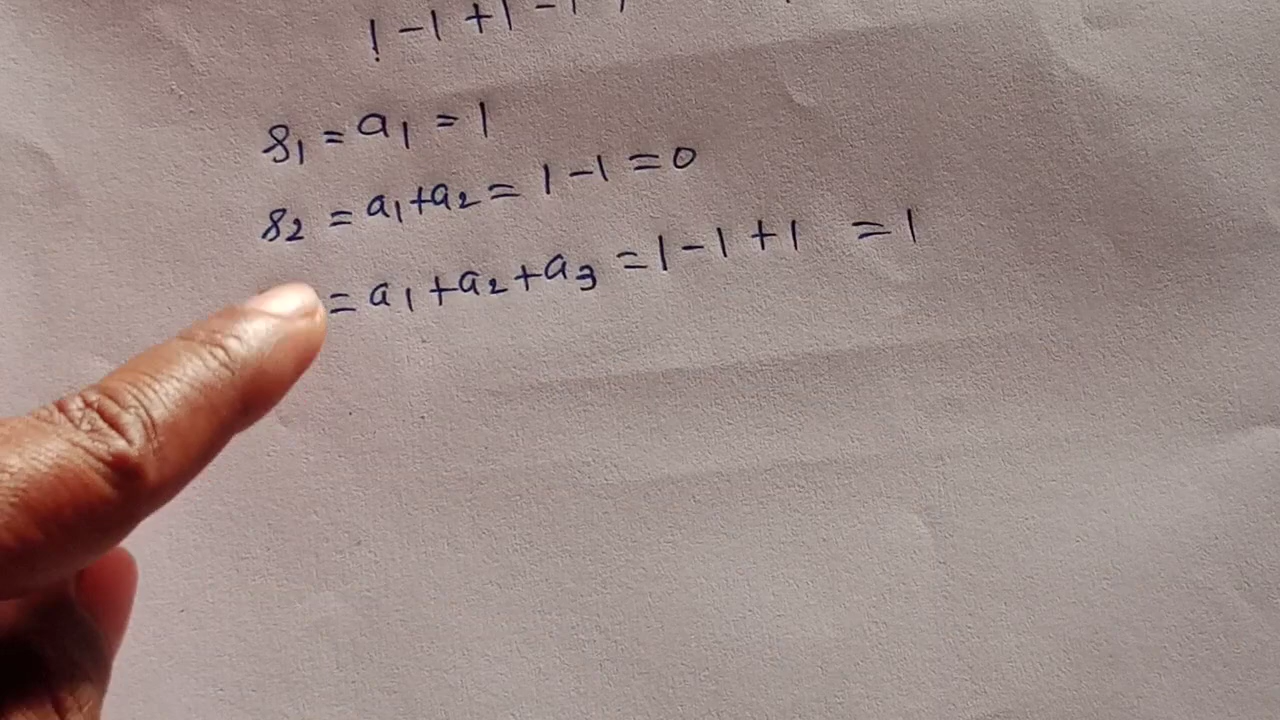 1 - 1 + 1 - 1
s₁ = a₁ = 1
s₂ = a₁ + a₂ = 1 - 1 = 0
= a₁ + a₂ + a₃ = 1 - 1 + 1 = 1